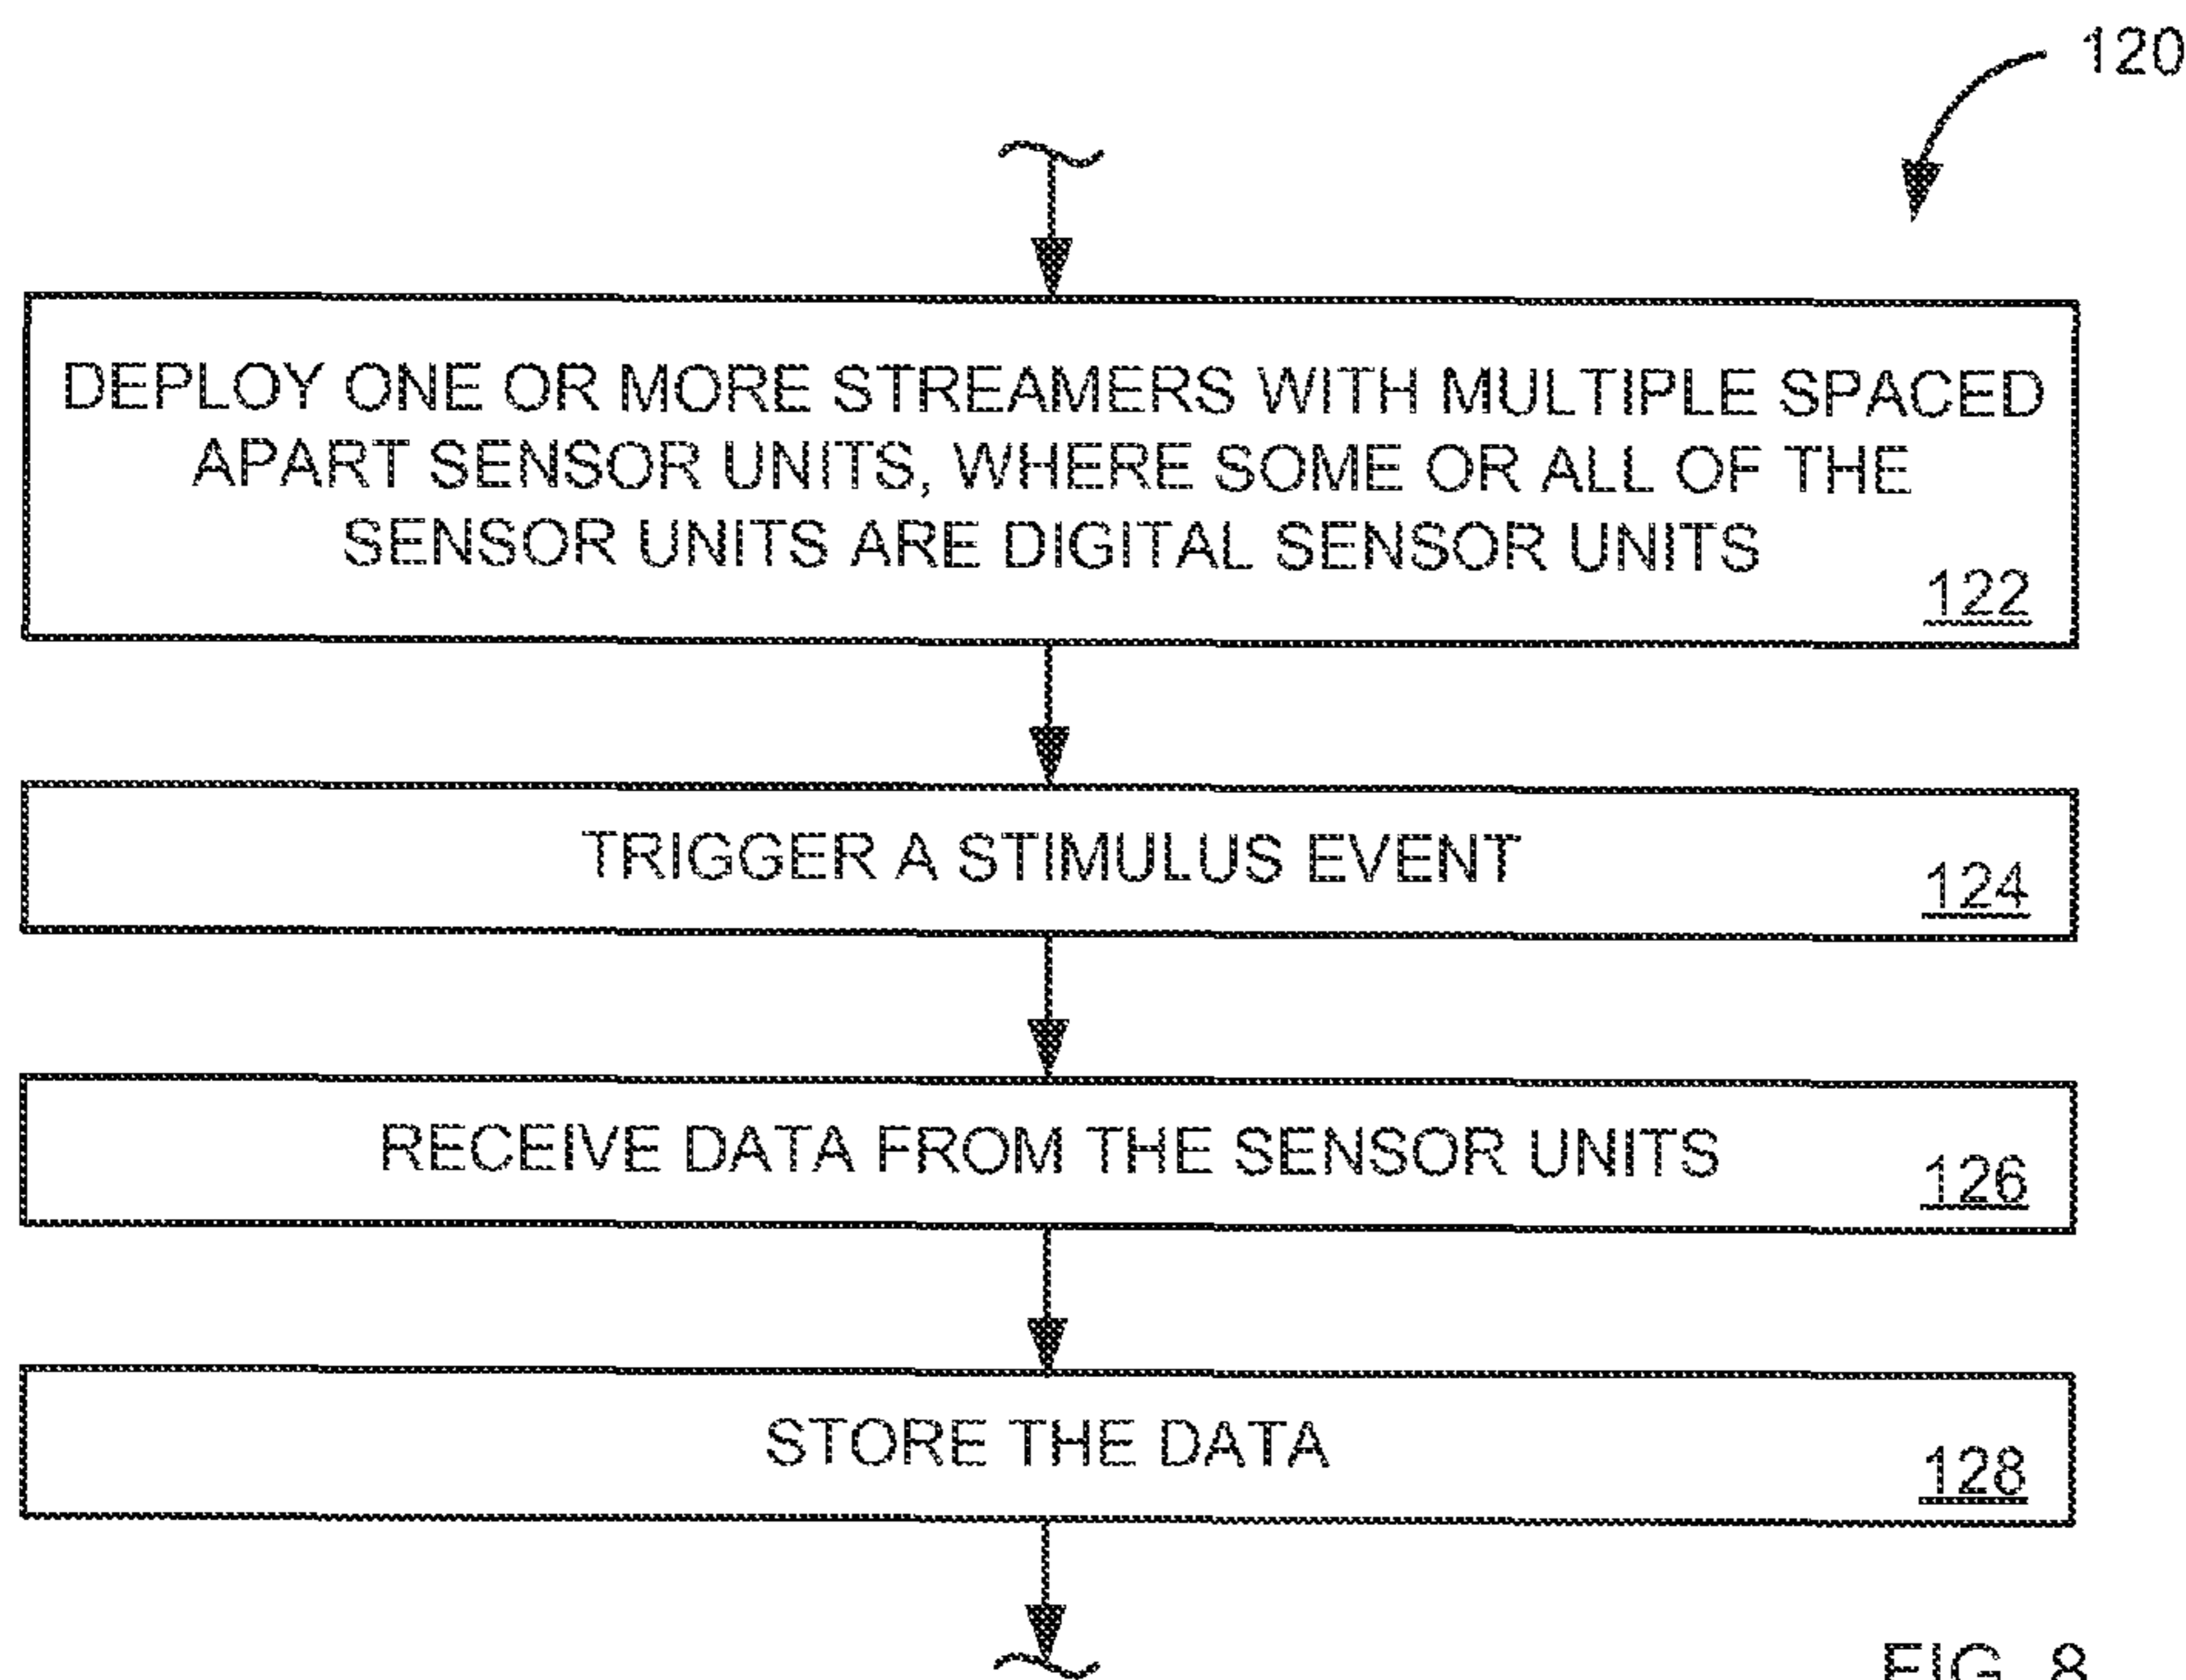 120
DEPLOY ONE OR MORE STREAMERS WITH MULTIPLE SPACED
APART SENSOR UNITS, WHERE SOME OR ALL OF THE
SENSOR UNITS ARE DIGITAL SENSOR UNITS
122
TRIGGER A STIMULUS EVENT
124
RECEIVE DATA FROM THE SENSOR UNITS
126
STORE THE DATA
128
FIG. 8